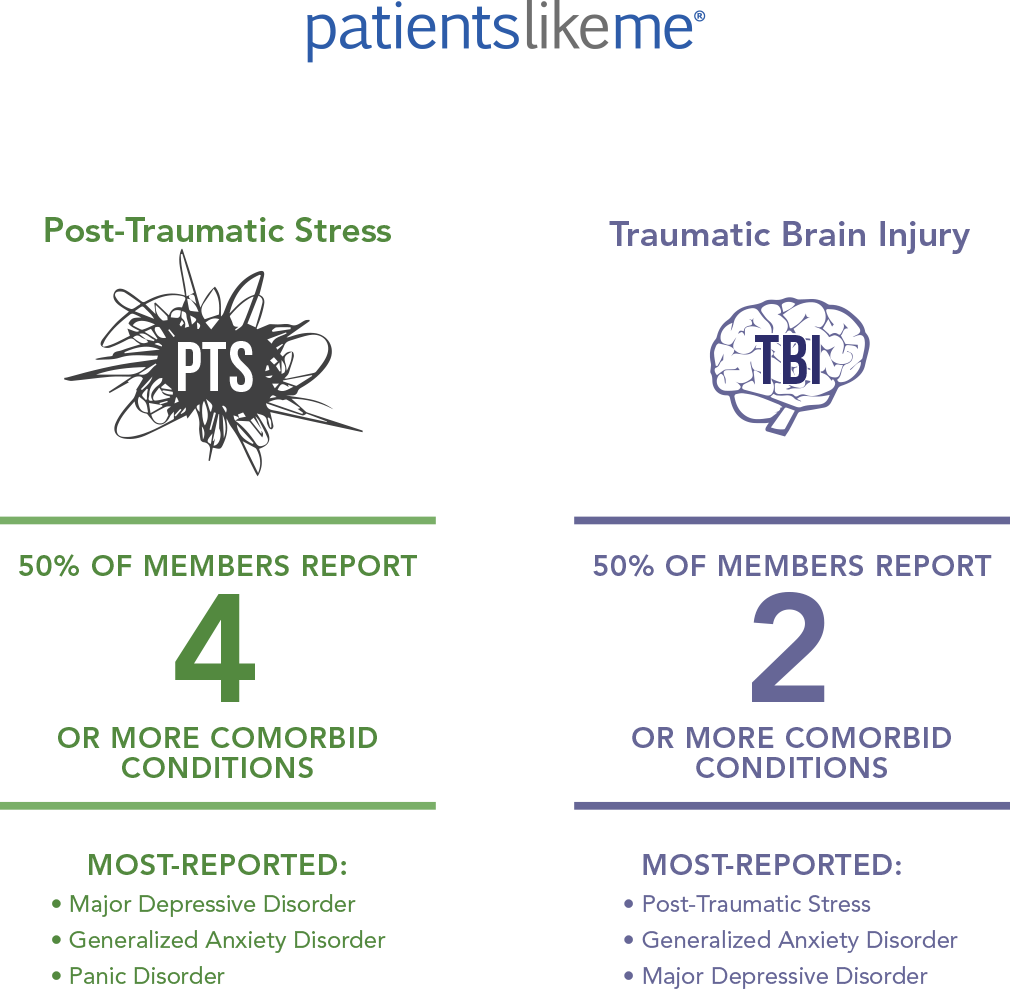 patientslikeme®
Post-Traumatic Stress
PTS
50% OF MEMBERS REPORT
4
OR MORE COMORBID
CONDITIONS
MOST-REPORTED:
• Major Depressive Disorder
• Generalized Anxiety Disorder
• Panic Disorder
Traumatic Brain Injury
TBI
50% OF MEMBERS REPORT
2
OR MORE COMORBID
CONDITIONS
MOST-REPORTED:
• Post-Traumatic Stress
• Generalized Anxiety Disorder
• Major Depressive Disorder